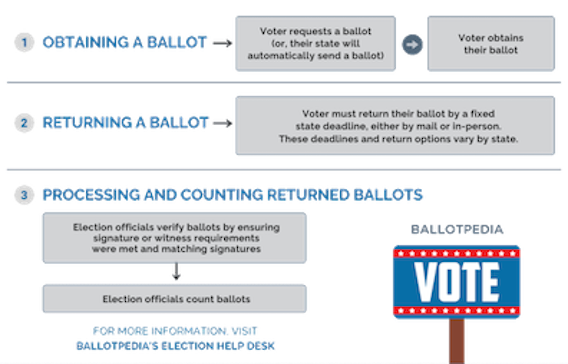 1 OBTAINING A BALLOT
Voter requests a ballot
(or, their state will
automatically send a ballot)
Voter obtains
their ballot
2 RETURNING A BALLOT
Voter must return their ballot by a fixed
state deadline, either by mail or in-person.
These deadlines and return options vary by state.
3 PROCESSING AND COUNTING RETURNED BALLOTS
Election officials verify ballots by ensuring
signature or witness requirements
were met and matching signatures
Election officials count ballots
FOR MORE INFORMATION, VISIT
BALLOTPEDIA'S ELECTION HELP DESK
BALLOTPEDIA
VOTE